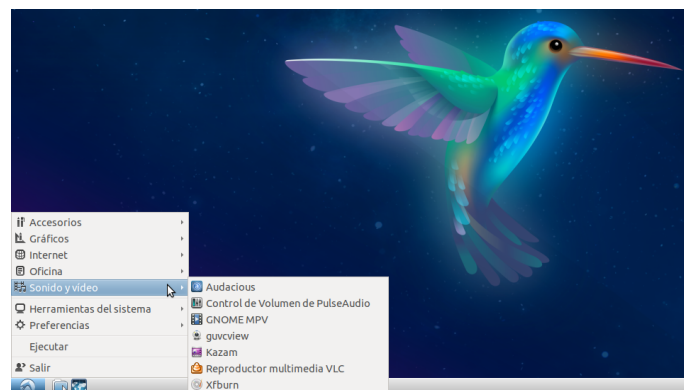 Accesorios
Gráficos
Internet
Oficina
Sonido y video
Herramientas del sistema
Preferencias
Ejecutar
Salir
Audacious
Control de Volumen de PulseAudio
GNOME MPV
guvcview
Kazam
Reproductor multimedia VLC
Xfburn